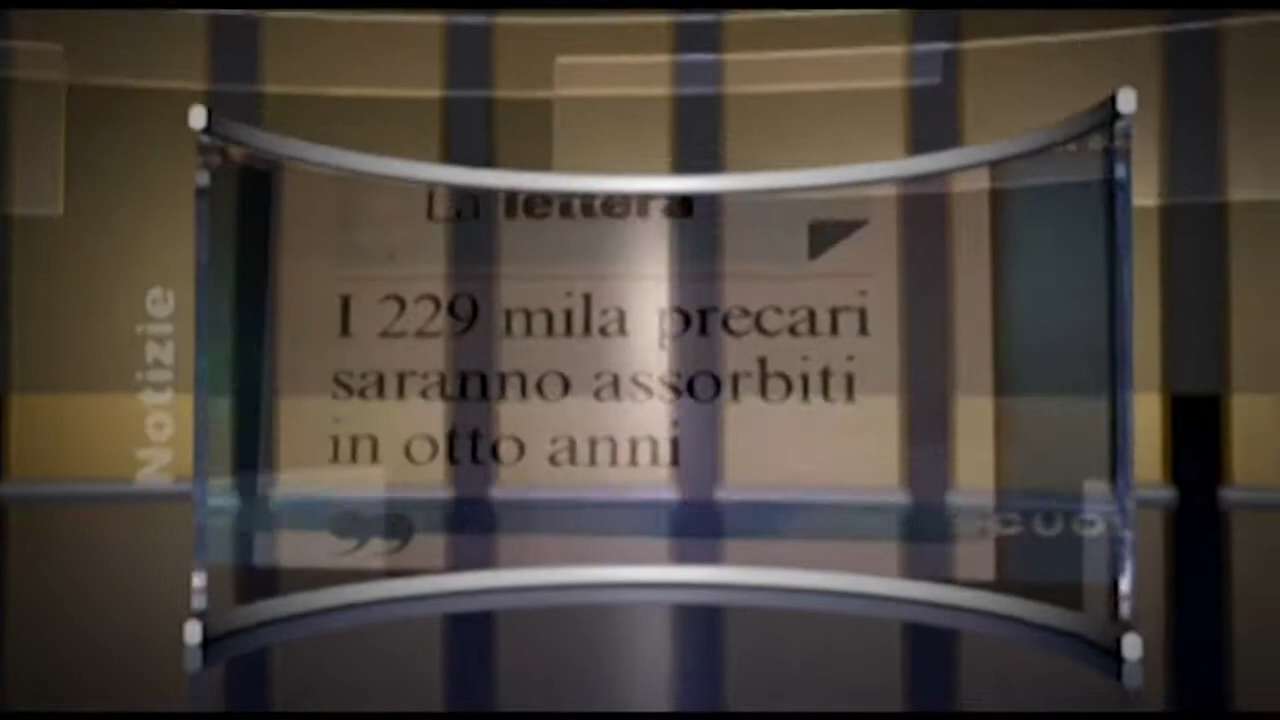 La lettera
I 229 mila precari
saranno assorbiti
in otto anni
Notizie